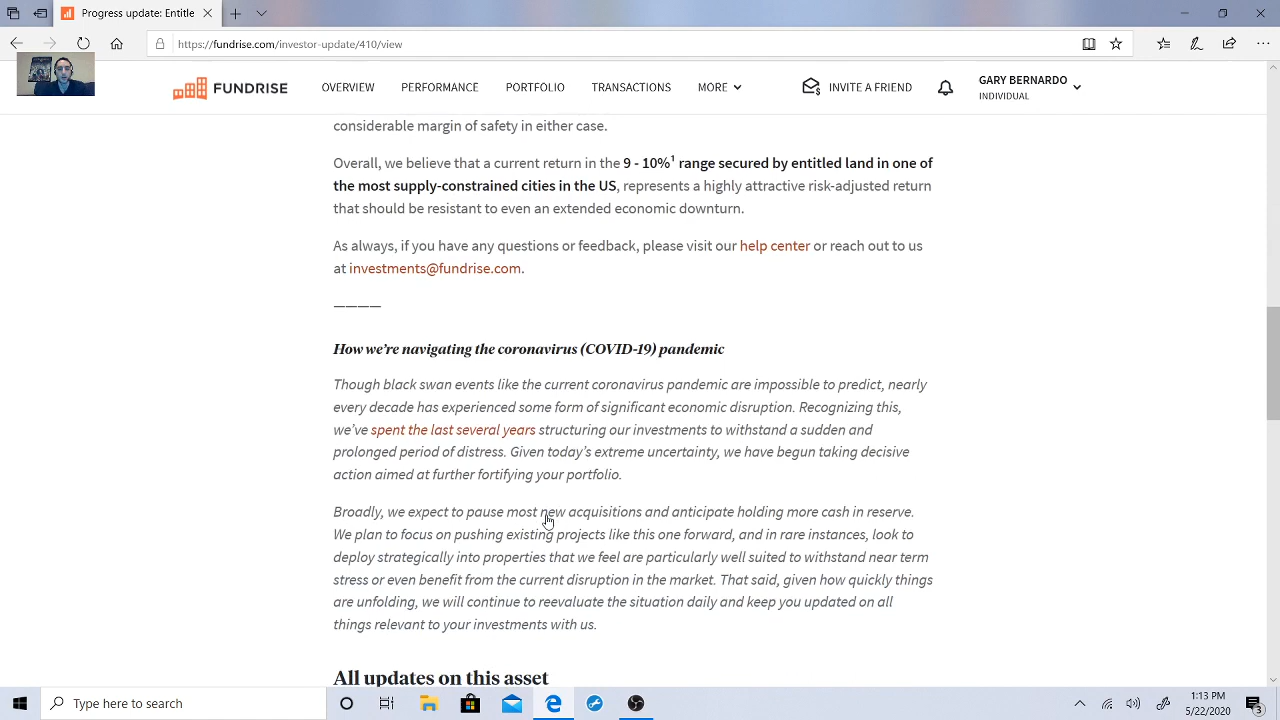 Printing Press | Active Entitle
https://fundrise.com/investor-update/410/view
FUNDRISE
OVERVIEW
PERFORMANCE
PORTFOLIO
TRANSACTIONS
MORE
INVITE A FRIEND
GARY BERNARDO
INDIVIDUAL
considerable margin of safety in either case.
Overall, we believe that a current return in the 9 - 10%¹ range secured by entitled land in one of
the most supply-constrained cities in the US, represents a highly attractive risk-adjusted return
that should be resistant to even an extended economic downturn.
As always, if you have any questions or feedback, please visit our help center or reach out to us
at investments@fundrise.com.
————
How we’re navigating the coronavirus (COVID-19) pandemic
Though black swan events like the current coronavirus pandemic are impossible to predict, nearly
every decade has experienced some form of significant economic disruption. Recognizing this,
we’ve spent the last several years structuring our investments to withstand a sudden and
prolonged period of distress. Given today’s extreme uncertainty, we have begun taking decisive
action aimed at further fortifying your portfolio.
Broadly, we expect to pause most new acquisitions and anticipate holding more cash in reserve.
We plan to focus on pushing existing projects like this one forward, and in rare instances, look to
deploy strategically into properties that we feel are particularly well suited to withstand near term
stress or even benefit from the current disruption in the market. That said, given how quickly things
are unfolding, we will continue to reevaluate the situation daily and keep you updated on all
things relevant to your investments with us.
All updates on this asset
Type here to search
1:13 PM
5/22/2020
3